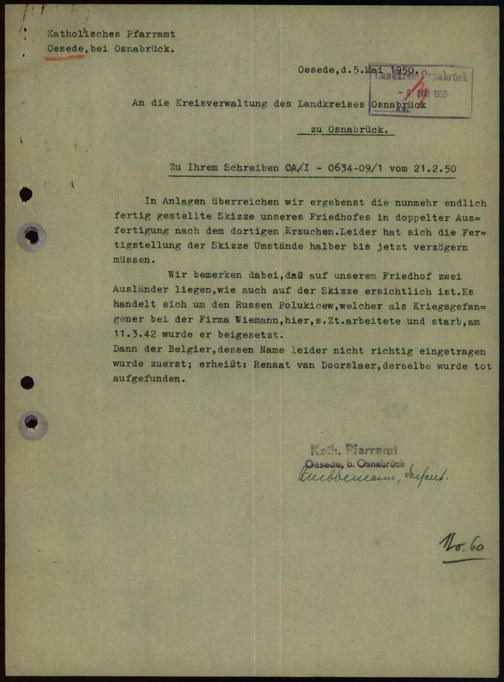 Katholisches Pfarramt
Oesede, bei Osnabrück.
Oesede,d.5.Mai 1950.
Landkreis Osnabrück
MAI 1950
An die Kreisverwaltung des Landkreises Osnabrück
zu Osnabrück.
Zu Ihrem Schreiben OA/I - 0634-09/1 vom 21.2.50
In Anlagen überreichen wir ergebenst die nunmehr endlich
fertig gestellte Skizze unseres Friedhofes in doppelter Aus=
fertigung nach dem dortigen Ersuchen.Leider hat sich die Fer=
tigstellung der Skizze Umstände halber bis jetzt verzögern
müssen.
Wir bemerken dabei,daß auf unserem Friedhof zwei
Ausländer liegen,wie auch auf der Skizze ersichtlich ist.Es
handelt sich um den Russen Polukicew,welcher als Kriegsgefan=
gener bei der Firma Wiemann,hier,s.Zt.arbeitete und starb,am
11.3.42 wurde er beigesetzt.
Dann der Belgier,dessen Name leider nicht richtig eingetragen
wurde zuerst; erheißt: Renaat van Doorslaer,derselbe wurde tot
aufgefunden.
Kath. Pfarramt
Oesede, b. Osnabrück
No. 60